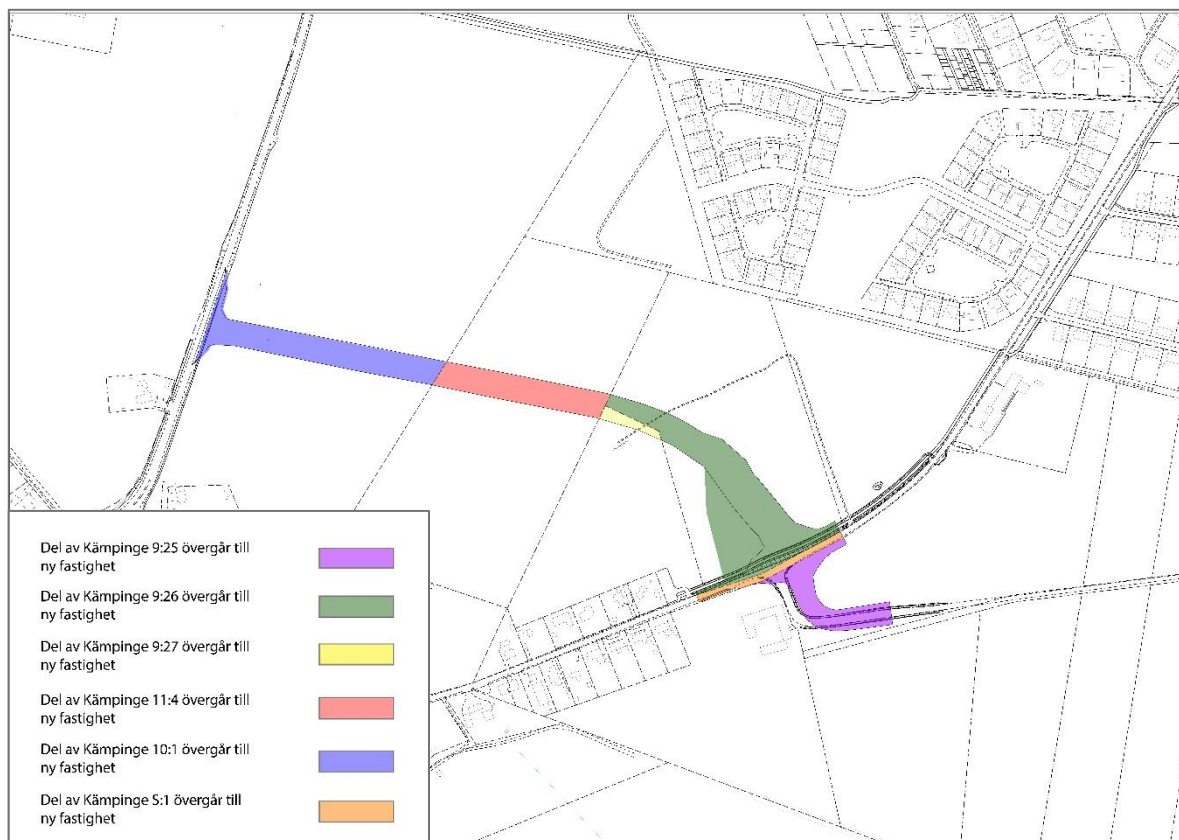 Del av Kämpinge 9:25 övergår till
ny fastighet
Del av Kämpinge 9:26 övergår till
ny fastighet
Del av Kämpinge 9:27 övergår till
ny fastighet
Del av Kämpinge 11:4 övergår till
ny fastighet
Del av Kämpinge 10:1 övergår till
ny fastighet
Del av Kämpinge S:1 övergår till
ny fastighet